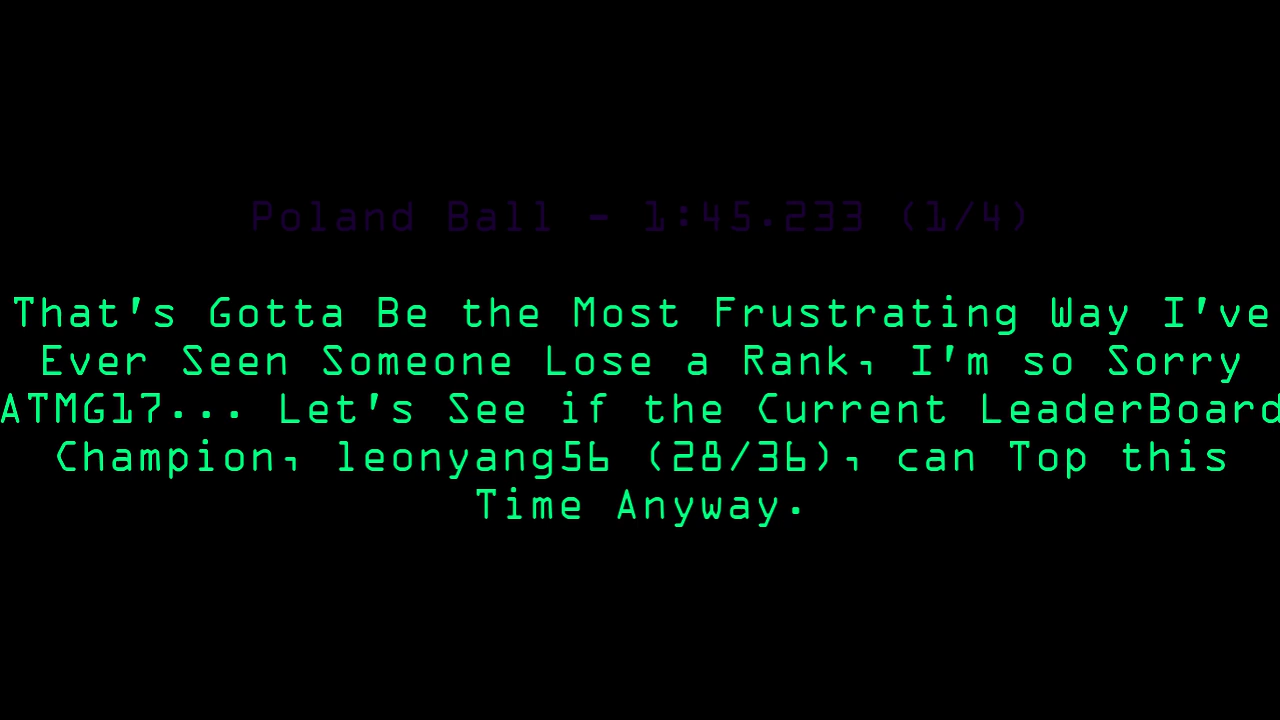 Poland Ball - 1:45.233 (1/4)
That's Gotta Be the Most Frustrating Way I've
Ever Seen Someone Lose a Rank, I'm so Sorry
ATMG17... Let's See if the Current LeaderBoard
Champion, leonyang56 (28/36), can Top this
Time Anyway.